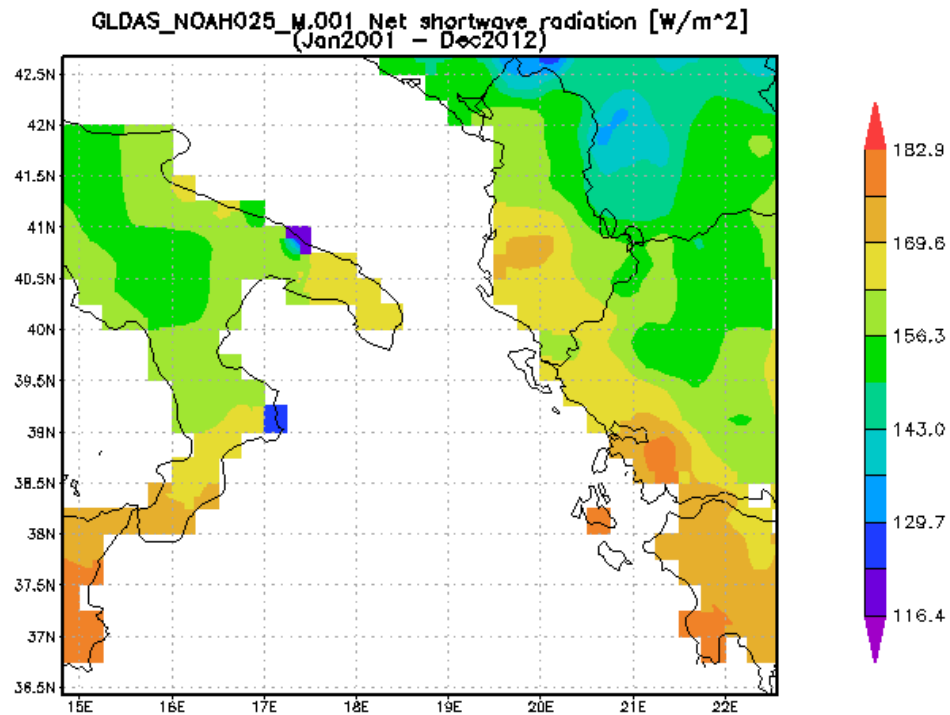 GLDAS_NOAH025_M.001 Net shortwave radiation [W/m^2]
(Jan2001 - Dec2012)
42.5N
42N
41.5N
41N
40.5N
40N
39.5N
39N
38.5N
38N
37.5N
37N
36.5N
15E 16E 17E 18E 19E 20E 21E 22E
182.9
169.6
156.3
143.0
129.7
116.4